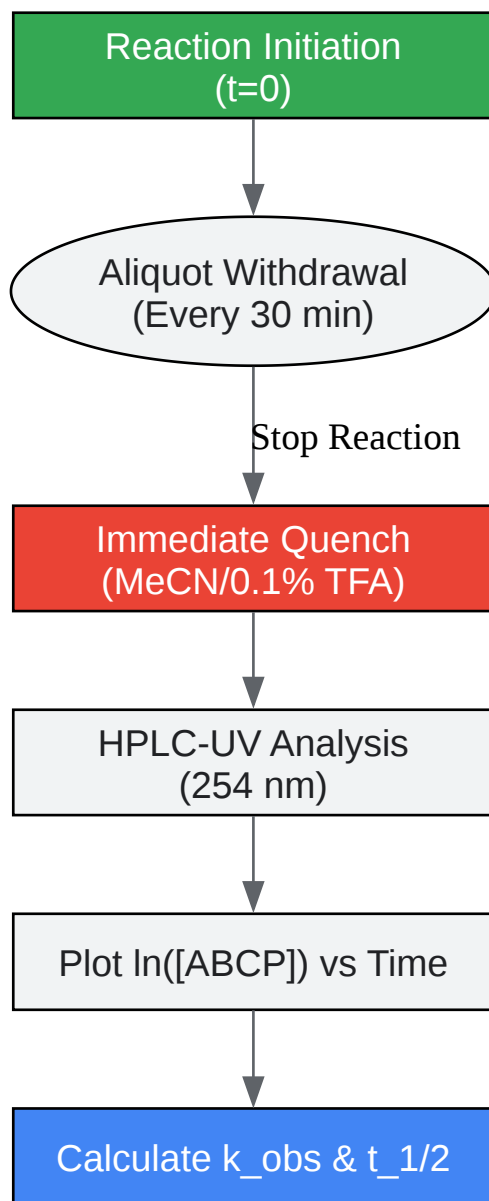 Reaction Initiation
(t=0)
Aliquot Withdrawal
(Every 30 min)
Stop Reaction
Immediate Quench
(MeCN/0.1% TFA)
HPLC-UV Analysis
(254 nm)
Plot ln([ABCP]) vs Time
Calculate k_obs & t_1/2